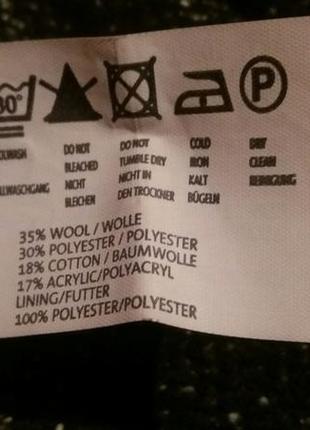 30° P
DO NOT DO NOT COLD DRY
BLEACHED TUMBLE DRY IRON CLEAN
NICHT NICHT IN KALT REINIGUNG
BLEICHEN DEN TROCKNER BÜGELN
35% WOOL / WOLLE
30% POLYESTER / POLYESTER
18% COTTON / BAUMWOLLE
17% ACRYLIC/POLYACRYL
LINING/FUTTER
100% POLYESTER/POLYESTER